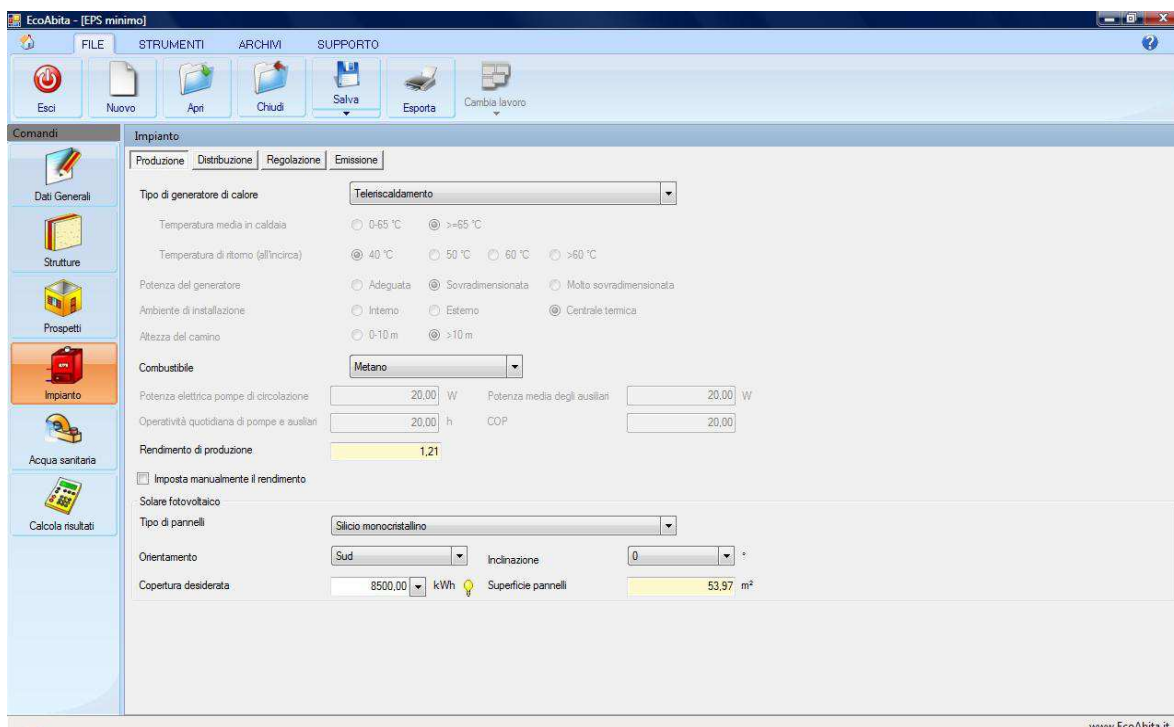 EcoAbita - [EPS minimo]
FILE STRUMENTI ARCHIVI SUPPORTO
Esci Nuovo Apri Chiudi Salva Esporta Cambia lavoro
Comandi
Impianto
Produzione Distribuzione Regolazione Emissione
Dati Generali
Strutture
Prospetti
Impianto
Acqua sanitaria
Calcola risultati
Tipo di generatore di calore Teleriscaldamento
Temperatura media in caldaia 0-65 °C >=65 °C
Temperatura di ritorno (all'incirca) 40 °C 50 °C 60 °C >60 °C
Potenza del generatore Adeguata Sovradimensionata Molto sovradimensionata
Ambiente di installazione Interno Esterno Centrale termica
Altezza del camino 0-10 m >10 m
Combustibile Metano
Potenza elettrica pompe di circolazione 20,00 W Potenza media degli ausiliari 20,00 W
Operatività quotidiana di pompe e ausiliari 20,00 h COP 20,00
Rendimento di produzione 1,21
Imposta manualmente il rendimento
Solare fotovoltaico
Tipo di pannelli Silicio monocristallino
Orientamento Sud Inclinazione 0 °
Copertura desiderata 8500,00 kWh Superficie pannelli 53,97 m²
www.EcoAbita.it